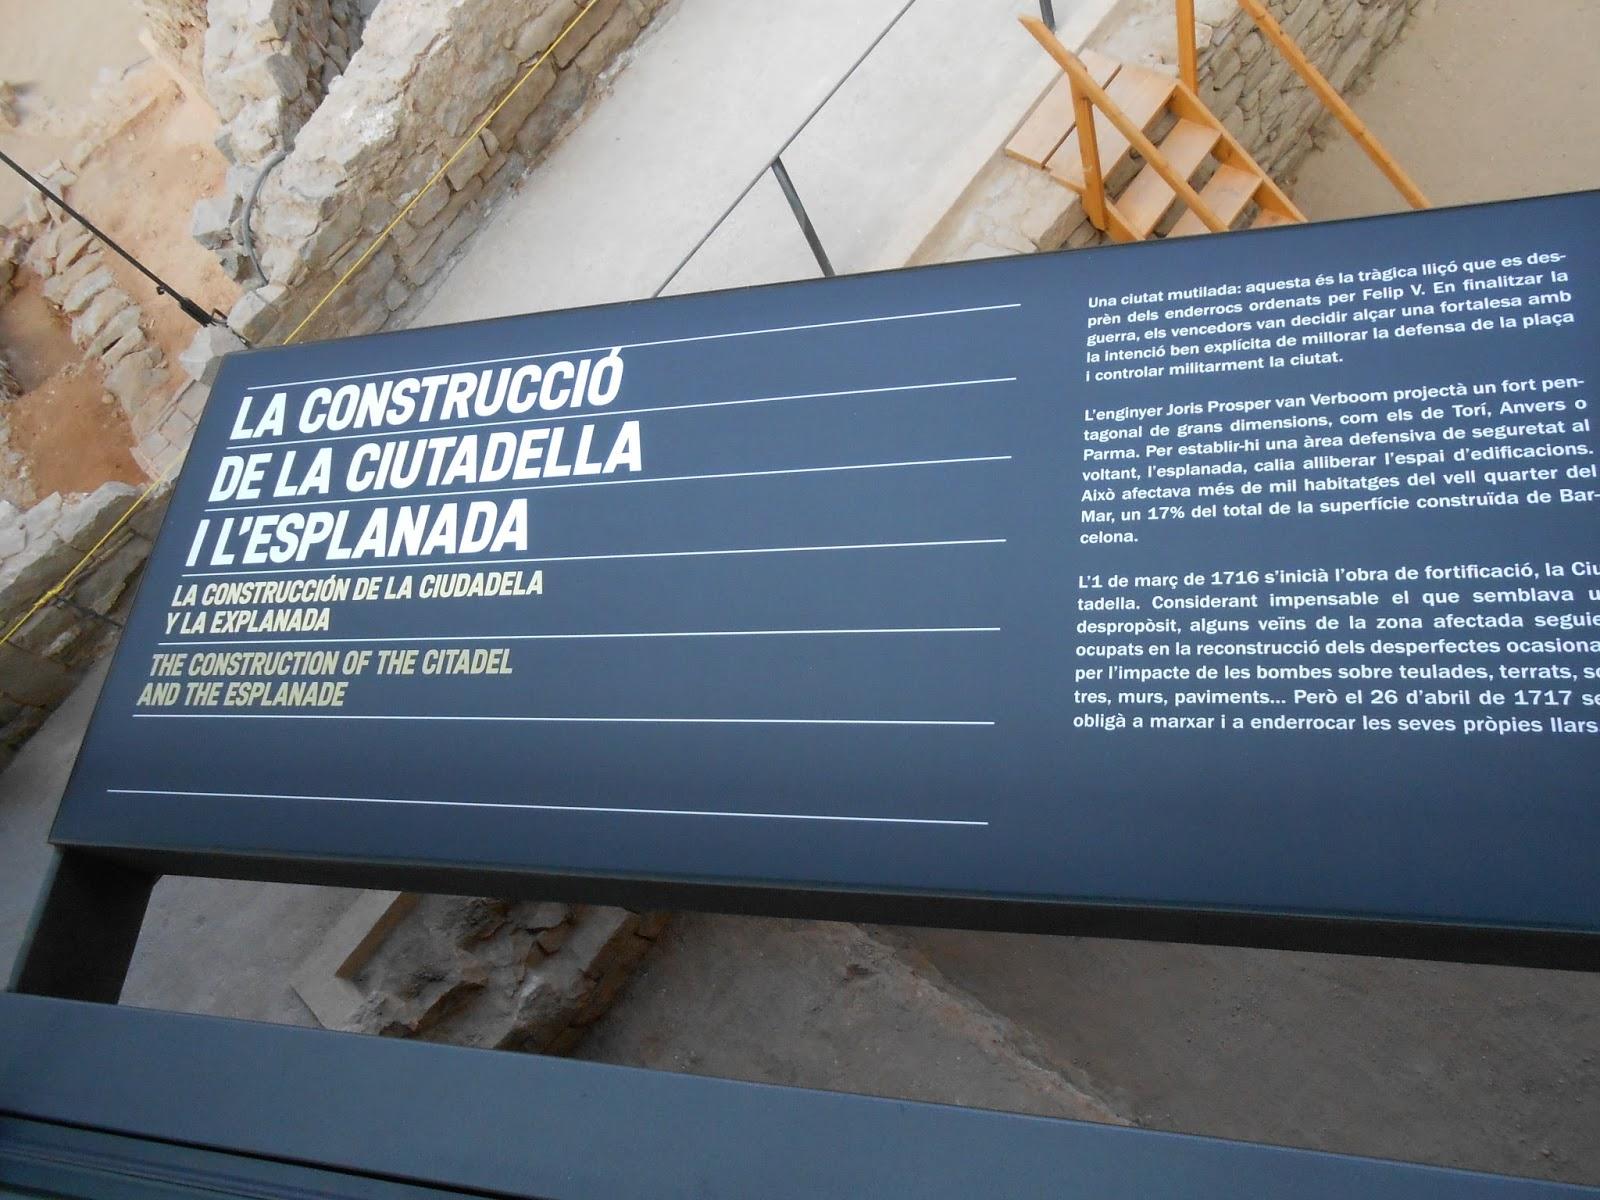 LA CONSTRUCCIÓ
DE LA CIUTADELLA
I L'ESPLANADA
LA CONSTRUCCIÓN DE LA CIUDADELA
Y LA EXPLANADA
THE CONSTRUCTION OF THE CITADEL
AND THE ESPLANADE
Una ciutat mutilada: aquesta és la tràgica lliçó que es des-
prèn dels enderrocs ordenats per Felip V. En finalitzar la
guerra, els vencedors van decidir alçar una fortalesa amb
la intenció ben explícita de millorar la defensa de la plaça
i controlar militarment la ciutat.
L'enginyer Joris Prosper van Verboom projectà un fort pen-
tagonal de grans dimensions, com els de Torí, Anvers o
Parma. Per establir-hi una àrea defensiva de seguretat al
voltant, l'esplanada, calia alliberar l'espai d'edificacions.
Això afectava més de mil habitatges del vell quarter del
Mar, un 17% del total de la superfície construïda de Bar-
celona.
L'1 de març de 1716 s'inicià l'obra de fortificació, la Ciu
tadella. Considerant impensable el que semblava u
despropòsit, alguns veïns de la zona afectada seguie
ocupats en la reconstrucció dels desperfectes ocasiona
per l'impacte de les bombes sobre teulades, terrats, so
tres, murs, paviments... Però el 26 d'abril de 1717 se
obligà a marxar i a enderrocar les seves pròpies llars.